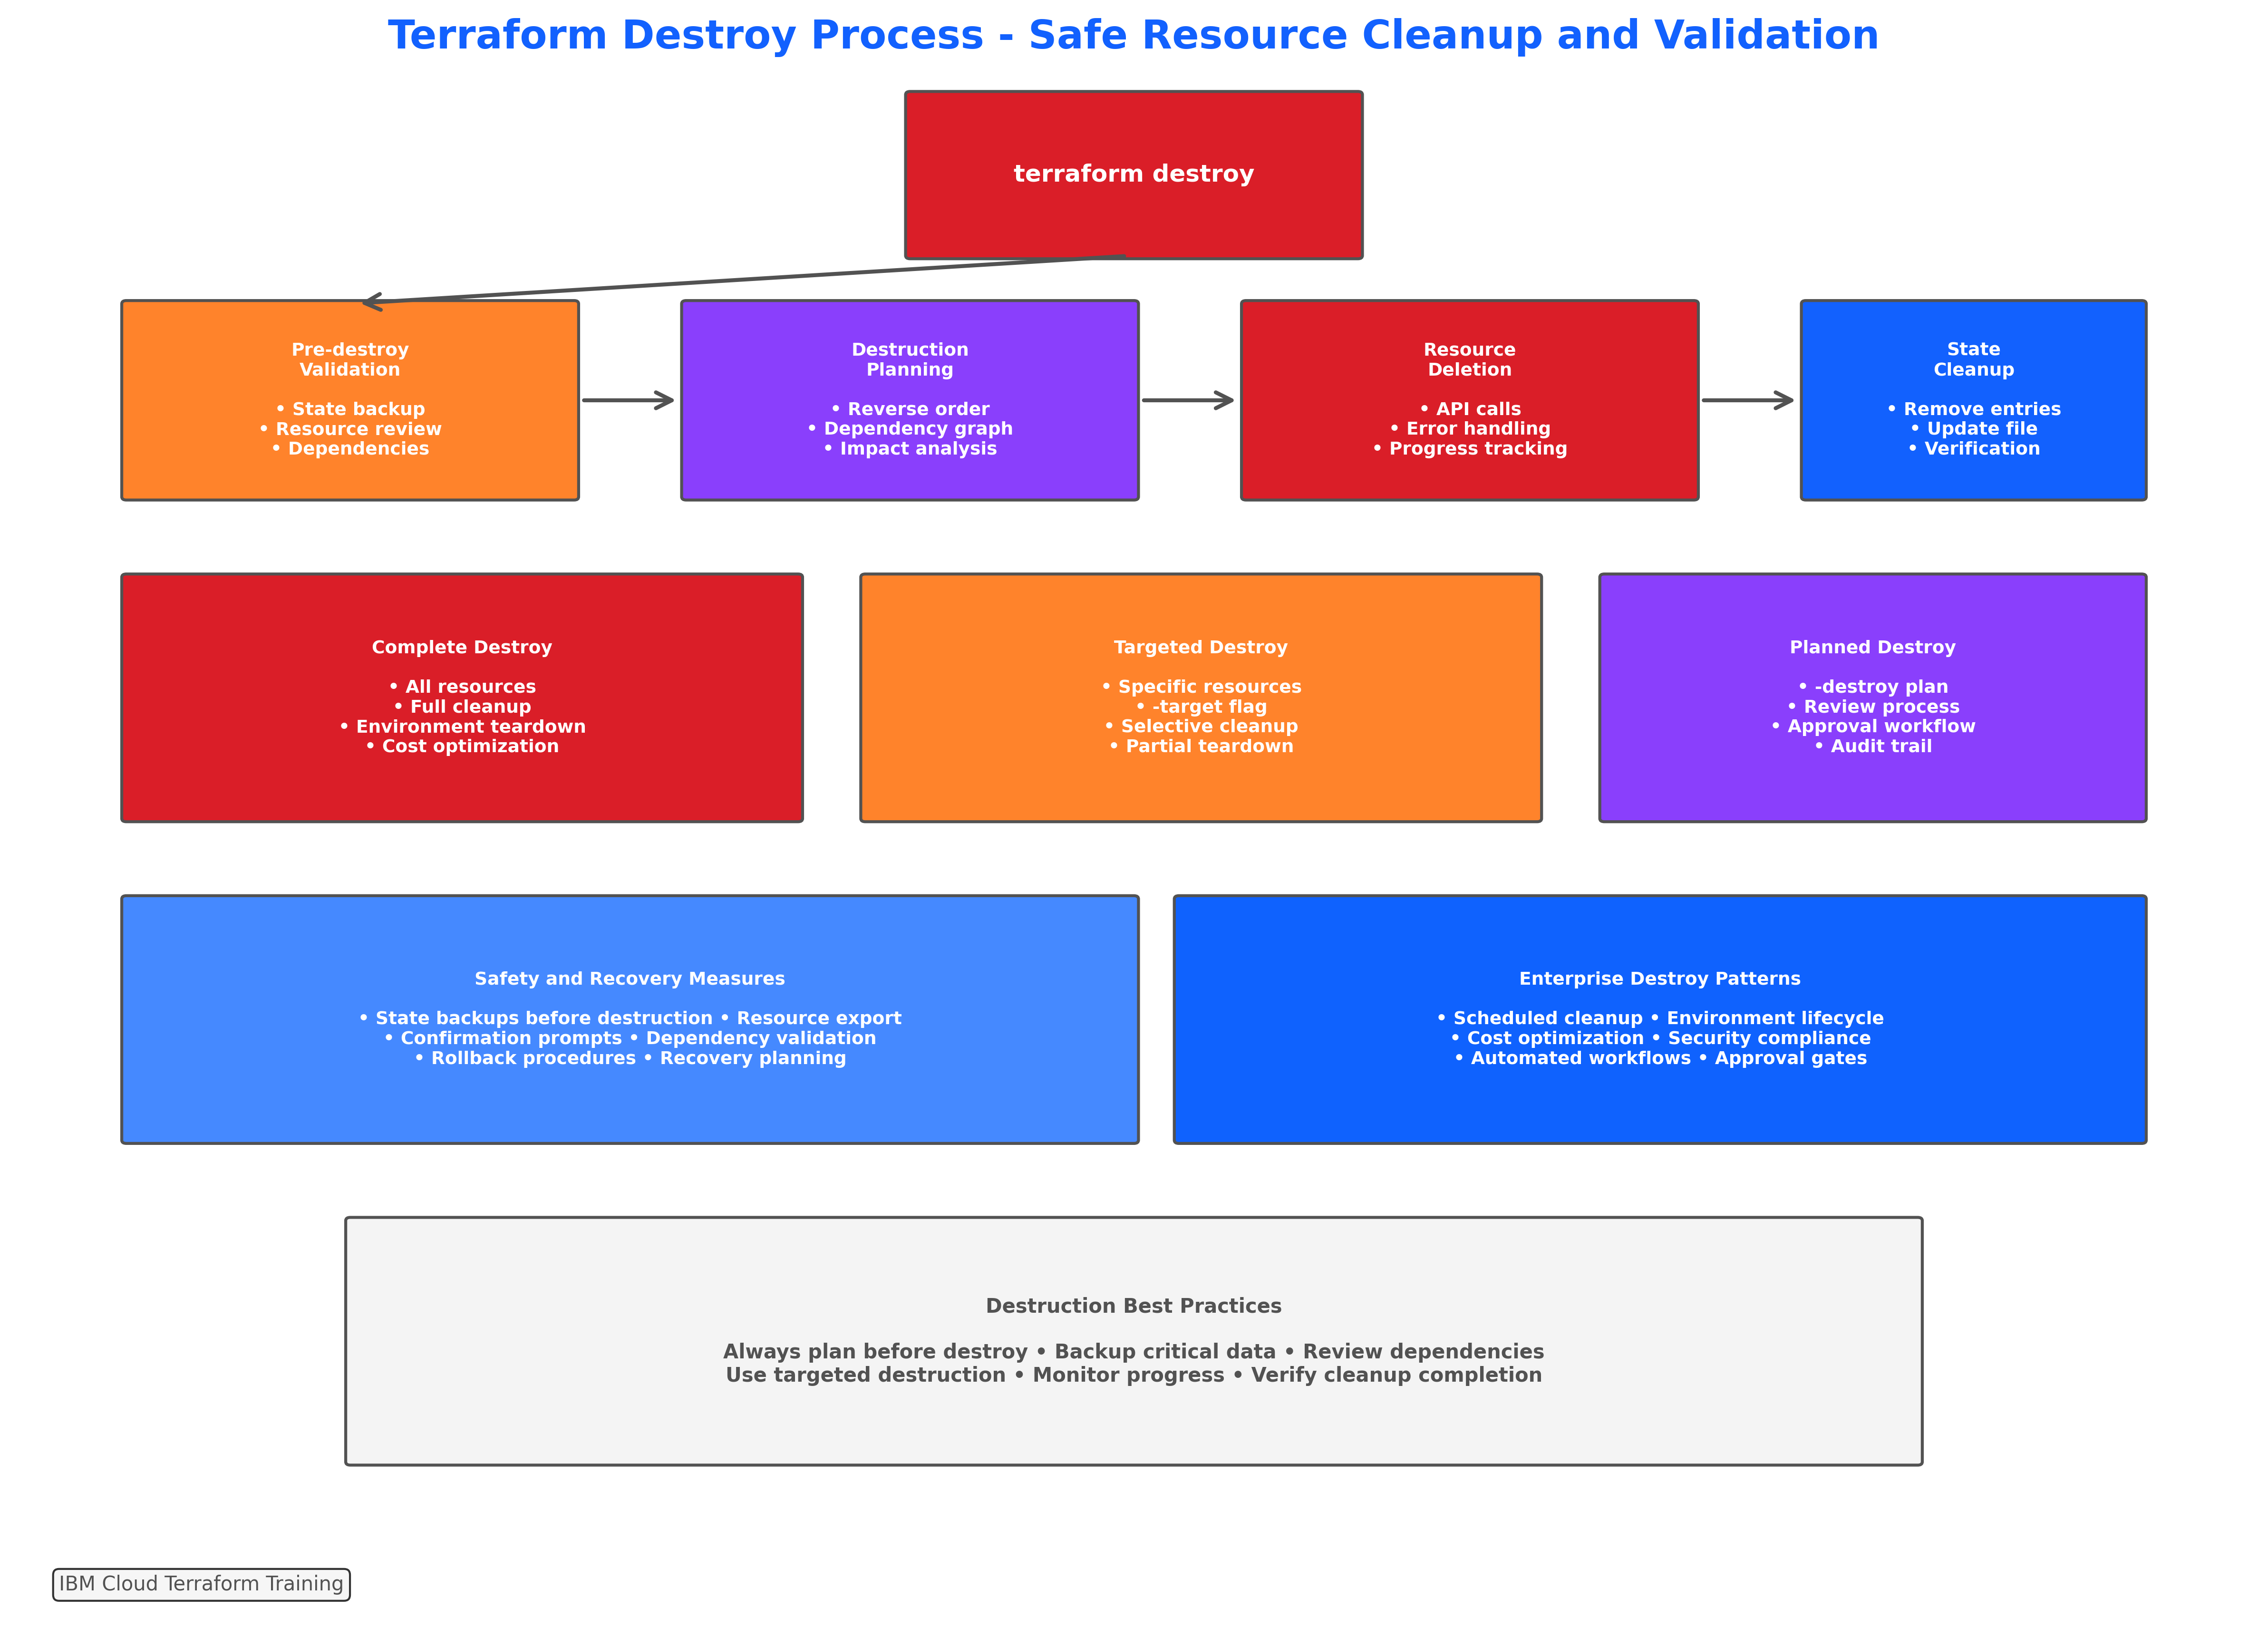 Terraform Destroy Process - Safe Resource Cleanup and Validation
terraform destroy
Pre-destroy
Validation
• State backup
• Resource review
• Dependencies
Destruction
Planning
• Reverse order
• Dependency graph
• Impact analysis
Resource
Deletion
• API calls
• Error handling
• Progress tracking
State
Cleanup
• Remove entries
• Update file
• Verification
Complete Destroy
• All resources
• Full cleanup
• Environment teardown
• Cost optimization
Targeted Destroy
• Specific resources
• -target flag
• Selective cleanup
• Partial teardown
Planned Destroy
• -destroy plan
• Review process
• Approval workflow
• Audit trail
Safety and Recovery Measures
• State backups before destruction • Resource export
• Confirmation prompts • Dependency validation
• Rollback procedures • Recovery planning
Enterprise Destroy Patterns
• Scheduled cleanup • Environment lifecycle
• Cost optimization • Security compliance
• Automated workflows • Approval gates
Destruction Best Practices
Always plan before destroy • Backup critical data • Review dependencies
Use targeted destruction • Monitor progress • Verify cleanup completion
IBM Cloud Terraform Training